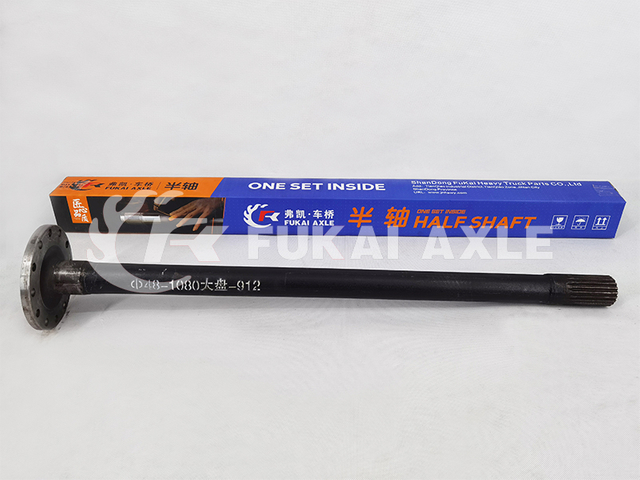 弗凯·车桥
FUKAI AXLE
半轴
ONE SET INSIDE
弗凯·车桥
FUKAI AXLE
半轴
ONE SET INSIDE
HALF SHAFT
ShanDong FuKai Heavy Truck Parts CO.,Ltd
FUKAI AXLE
Φ48-1080大盘-912